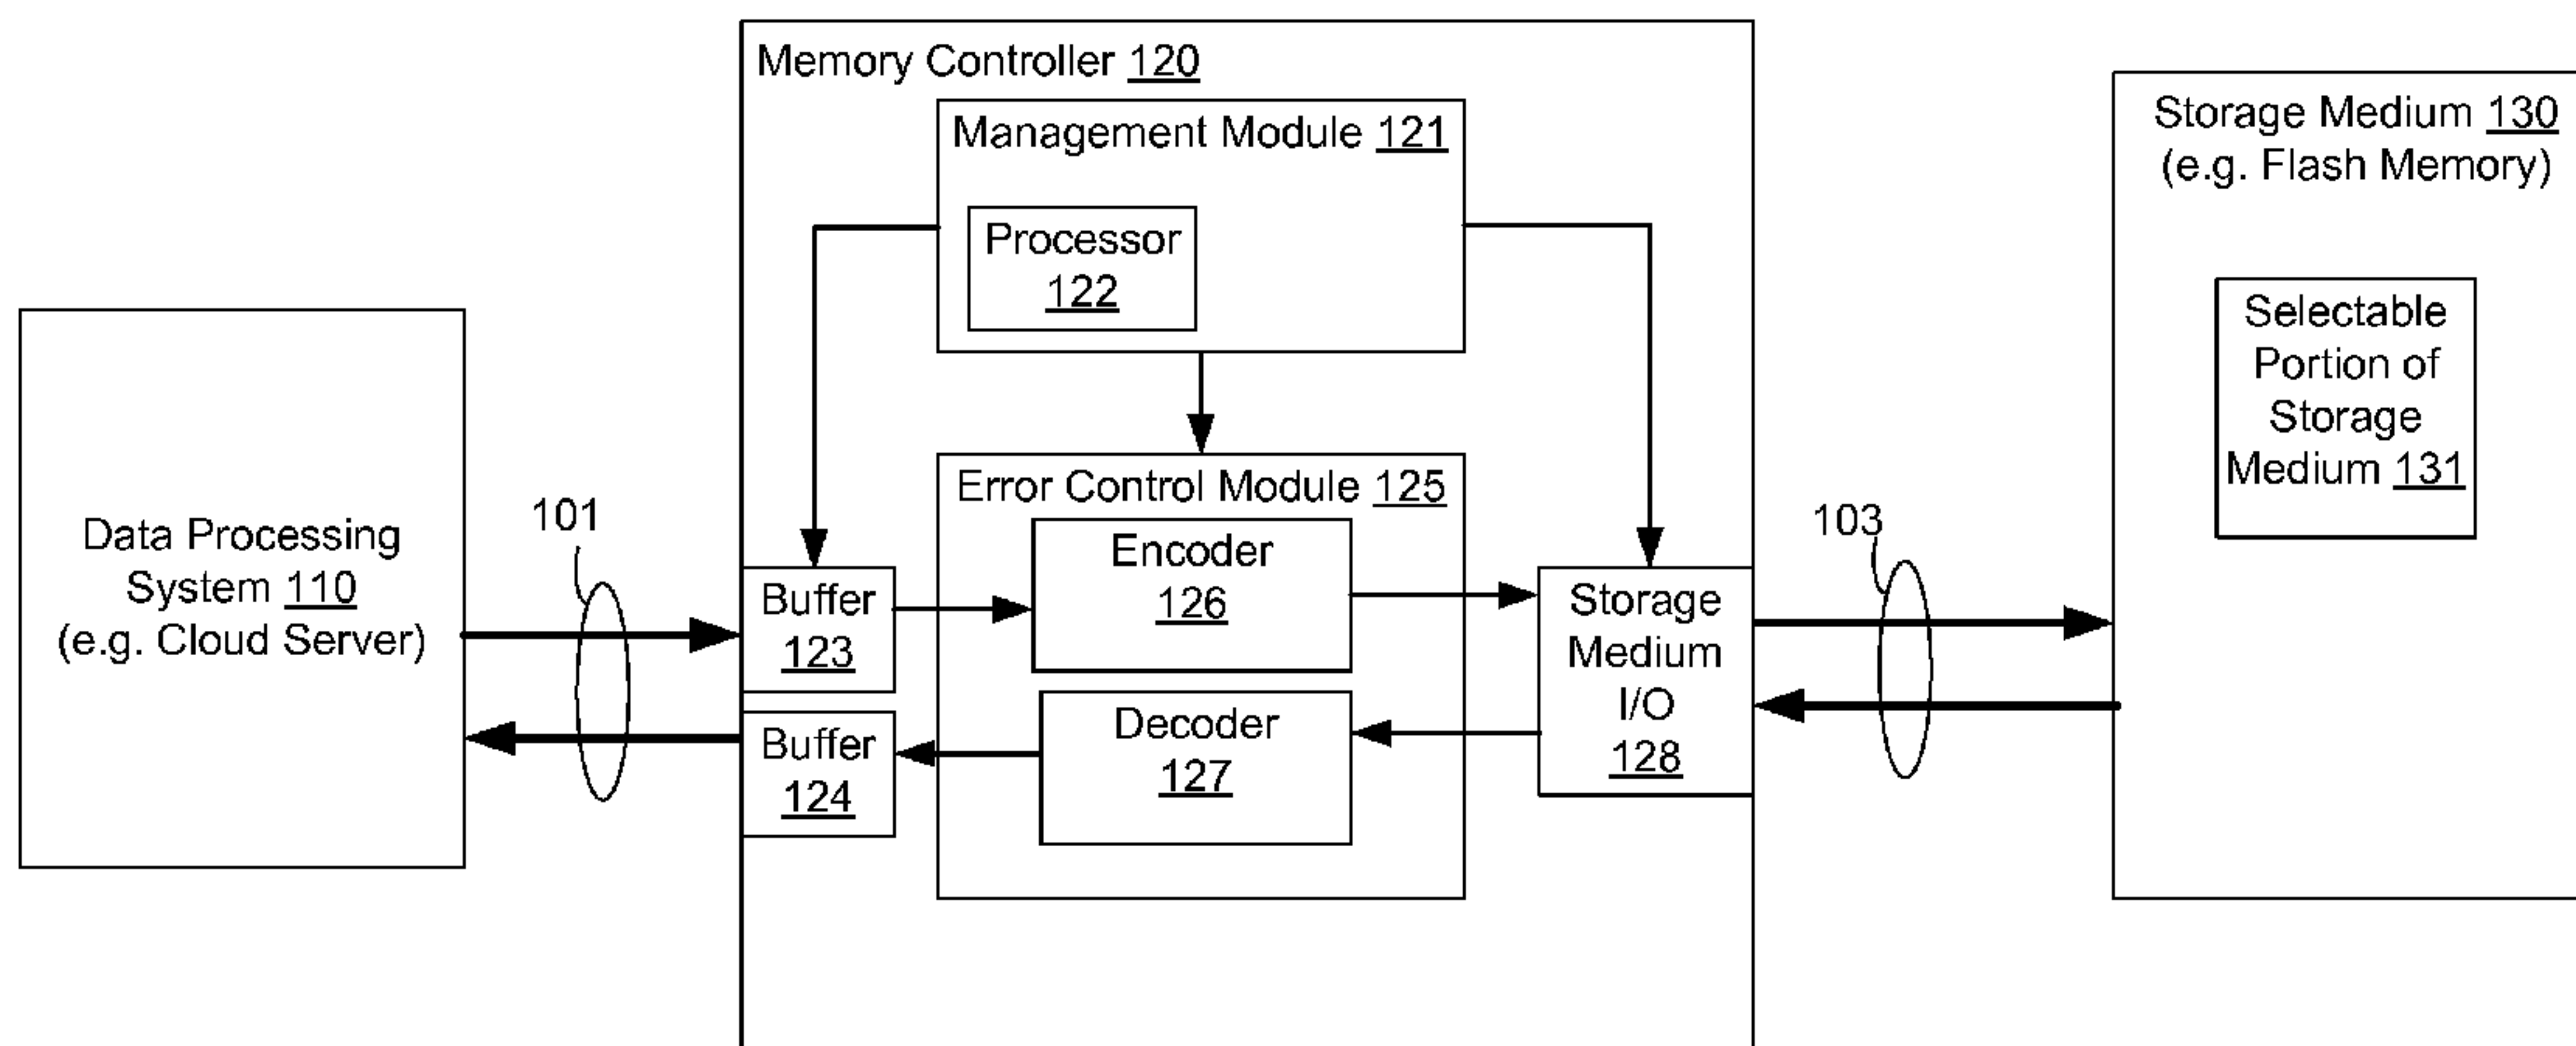 Memory Controller 120
Management Module 121
Processor
122
Storage Medium 130
(e.g. Flash Memory)
Selectable
Portion of
Storage
Medium 131
Data Processing
System 110
(e.g. Cloud Server)
101
Error Control Module 125
Encoder
126
Decoder
127
Buffer
123
Buffer
124
Storage
Medium
I/O
128
103